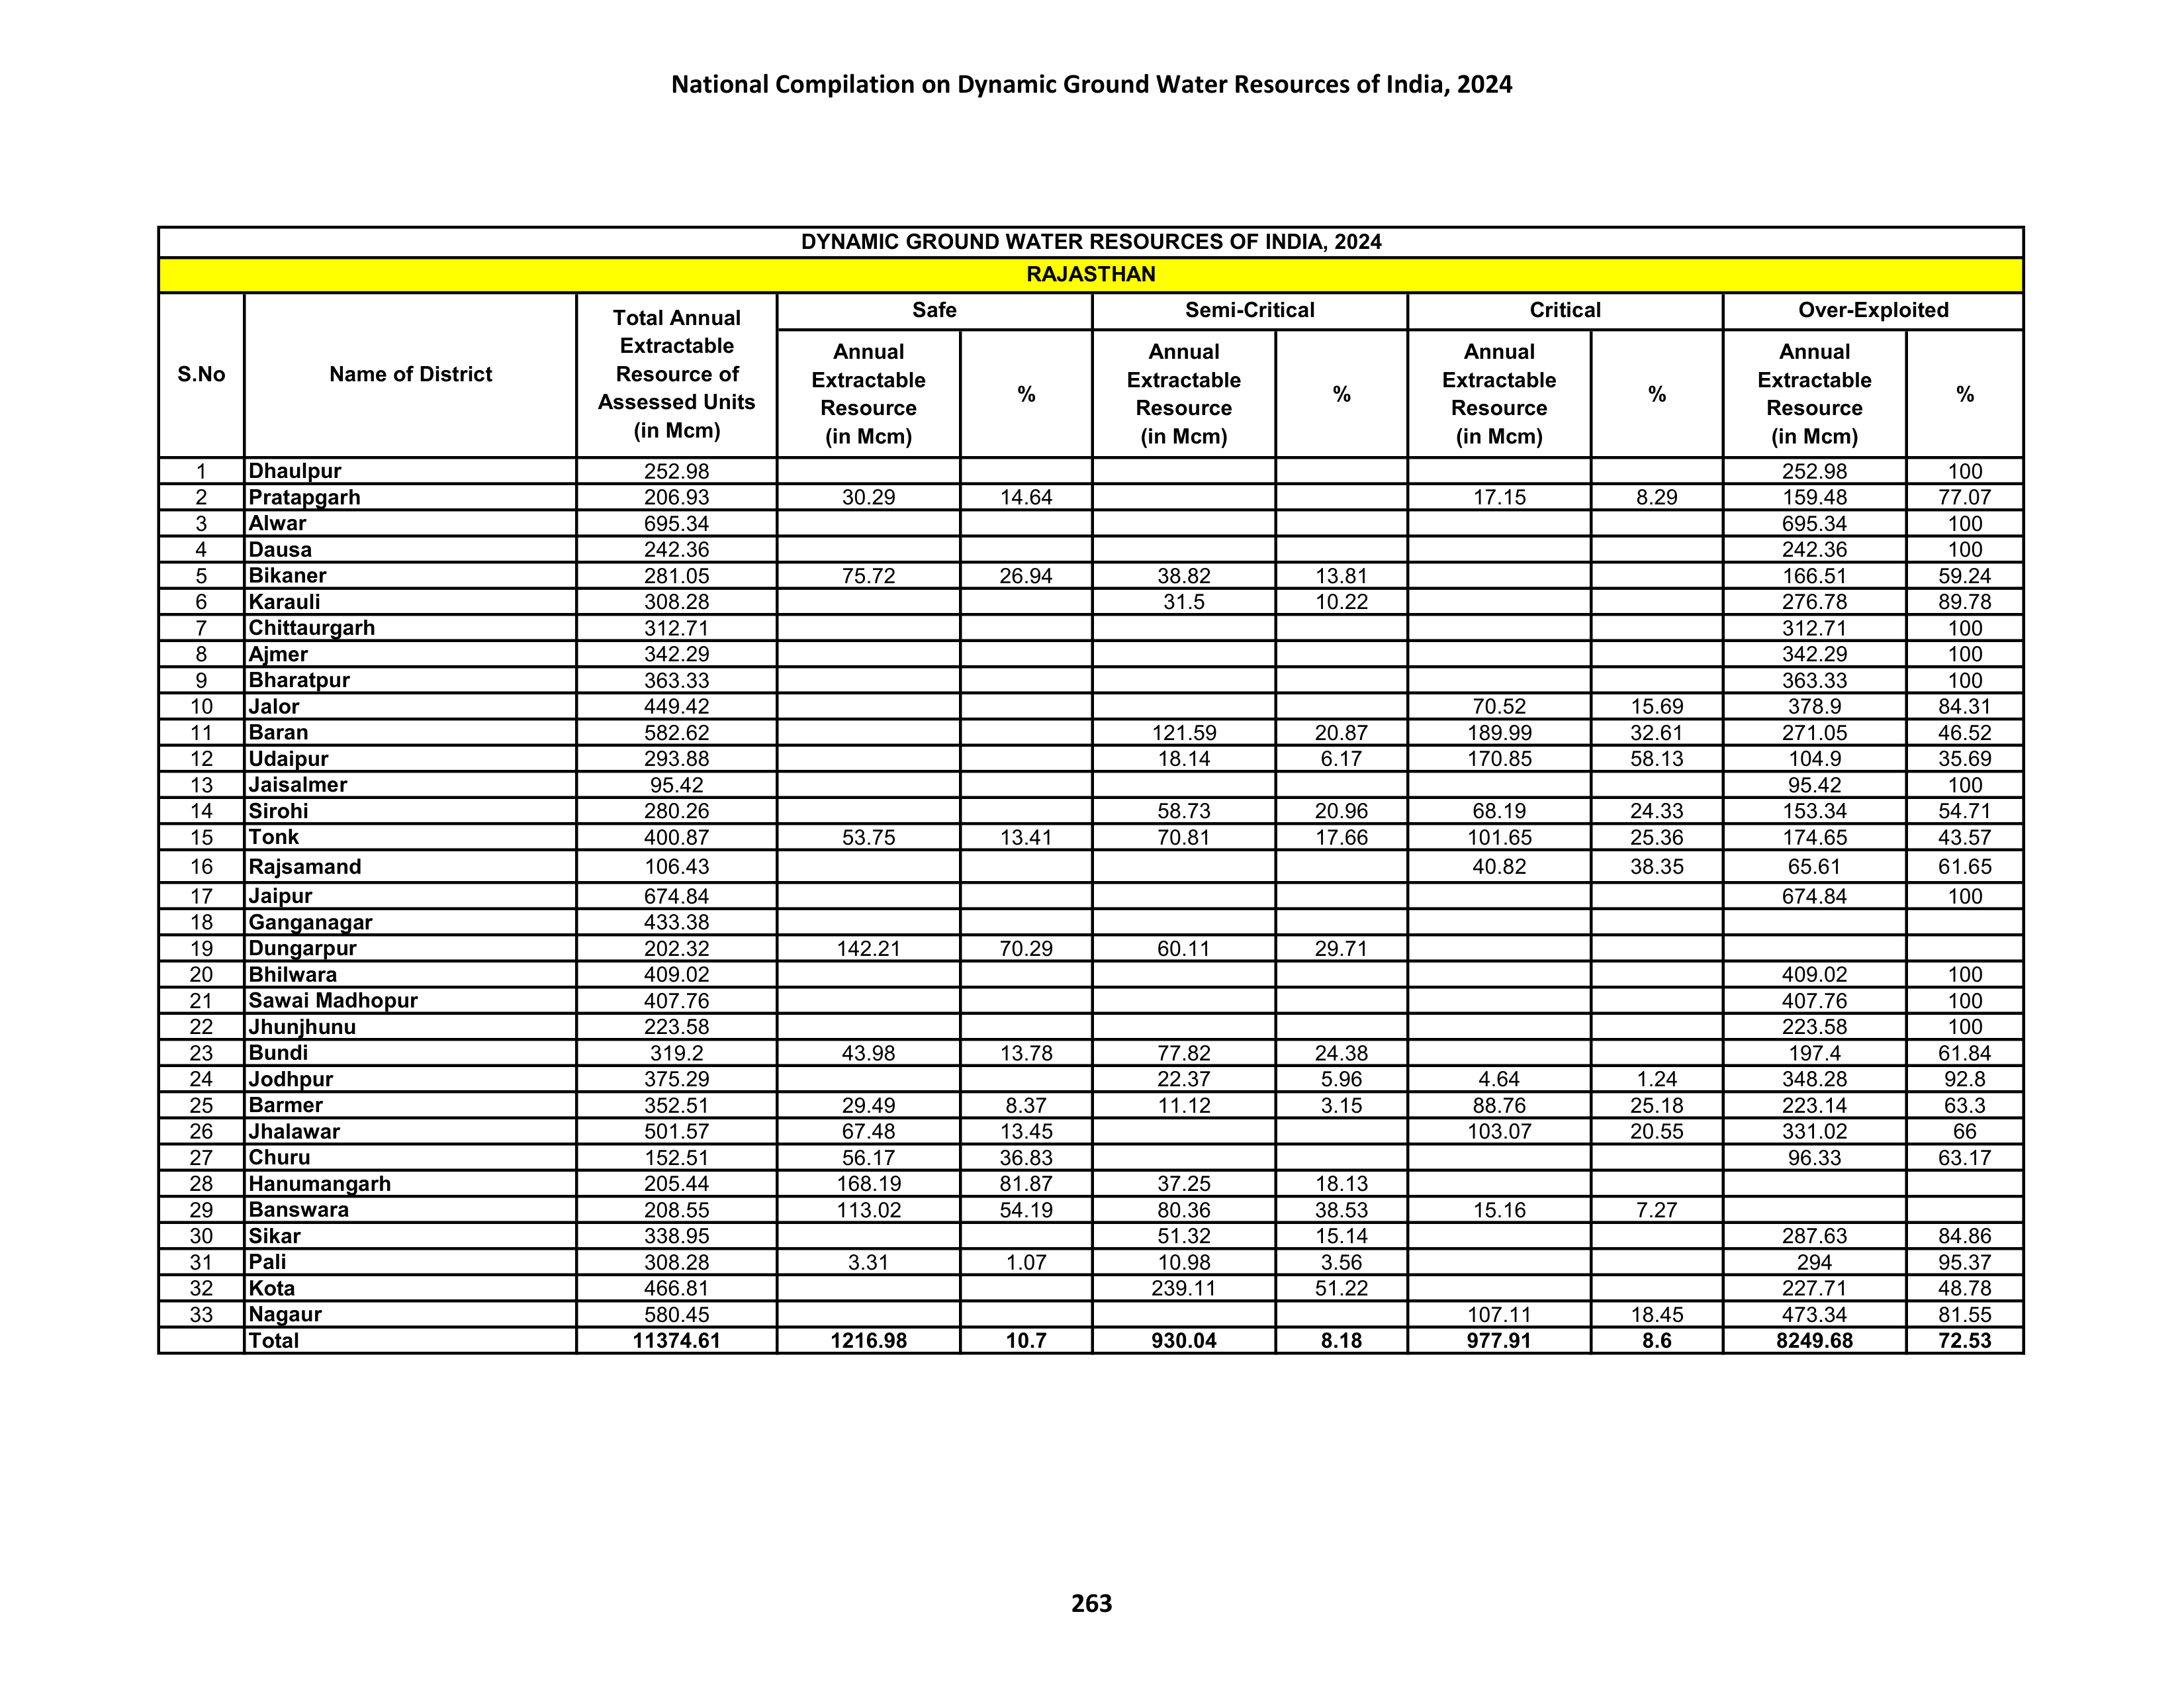 National Compilation on Dynamic Ground Water Resources of India, 2024
DYNAMIC GROUND WATER RESOURCES OF INDIA, 2024
RAJASTHAN
S.No Name of District Total Annual Extractable Resource of Assessed Units (in Mcm) Safe Semi-Critical Critical Over-Exploited
Annual Extractable Resource (in Mcm) % Annual Extractable Resource (in Mcm) % Annual Extractable Resource (in Mcm) % Annual Extractable Resource (in Mcm) %
1 Dhaulpur 252.98 252.98 100
2 Pratapgarh 206.93 30.29 14.64 17.15 8.29 159.48 77.07
3 Alwar 695.34 695.34 100
4 Dausa 242.36 242.36 100
5 Bikaner 281.05 75.72 26.94 38.82 13.81 166.51 59.24
6 Karauli 308.28 31.5 10.22 276.78 89.78
7 Chittaurgarh 312.71 312.71 100
8 Ajmer 342.29 342.29 100
9 Bharatpur 363.33 363.33 100
10 Jalor 449.42 70.52 15.69 378.9 84.31
11 Baran 582.62 121.59 20.87 189.99 32.61 271.05 46.52
12 Udaipur 293.88 18.14 6.17 170.85 58.13 104.9 35.69
13 Jaisalmer 95.42 95.42 100
14 Sirohi 280.26 58.73 20.96 68.19 24.33 153.34 54.71
15 Tonk 400.87 53.75 13.41 70.81 17.66 101.65 25.36 174.65 43.57
16 Rajsamand 106.43 40.82 38.35 65.61 61.65
17 Jaipur 674.84 674.84 100
18 Ganganagar 433.38
19 Dungarpur 202.32 142.21 70.29 60.11 29.71
20 Bhilwara 409.02 409.02 100
21 Sawai Madhopur 407.76 407.76 100
22 Jhunjhunu 223.58 223.58 100
23 Bundi 319.2 43.98 13.78 77.82 24.38 197.4 61.84
24 Jodhpur 375.29 22.37 5.96 4.64 1.24 348.28 92.8
25 Barmer 352.51 29.49 8.37 11.12 3.15 88.76 25.18 223.14 63.3
26 Jhalawar 501.57 67.48 13.45 103.07 20.55 331.02 66
27 Churu 152.51 56.17 36.83 96.33 63.17
28 Hanumangarh 205.44 168.19 81.87 37.25 18.13
29 Banswara 208.55 113.02 54.19 80.36 38.53 15.16 7.27
30 Sikar 338.95 51.32 15.14 287.63 84.86
31 Pali 308.28 3.31 1.07 10.98 3.56 294 95.37
32 Kota 466.81 239.11 51.22 227.71 48.78
33 Nagaur 580.45 107.11 18.45 473.34 81.55
Total 11374.61 1216.98 10.7 930.04 8.18 977.91 8.6 8249.68 72.53
263